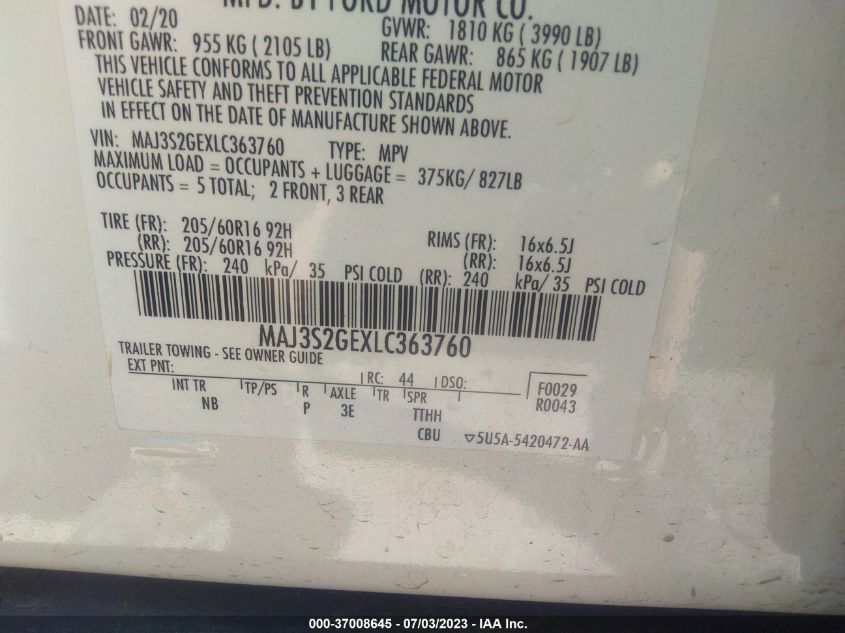 MFD. BY FORD MOTOR CO.
DATE: 02/20 GVWR: 1810 KG ( 3990 LB)
FRONT GAWR: 955 KG ( 2105 LB) REAR GAWR: 865 KG ( 1907 LB)
THIS VEHICLE CONFORMS TO ALL APPLICABLE FEDERAL MOTOR
VEHICLE SAFETY AND THEFT PREVENTION STANDARDS
IN EFFECT ON THE DATE OF MANUFACTURE SHOWN ABOVE.
VIN: MAJ3S2GEXLC363760 TYPE: MPV
MAXIMUM LOAD = OCCUPANTS + LUGGAGE = 375KG/ 827LB
OCCUPANTS = 5 TOTAL; 2 FRONT, 3 REAR
TIRE (FR): 205/60R16 92H RIMS (FR): 16x6.5J
(RR): 205/60R16 92H (RR): 16x6.5J
PRESSURE (FR): 240 kPa/ 35 PSI COLD (RR): 240 kPa/ 35 PSI COLD
MAJ3S2GEXLC363760
TRAILER TOWING - SEE OWNER GUIDE
EXT PNT: RC: 44 DSO: F0029
R0043
INT TR TP/PS R AXLE TR SPR
NB P 3E TTHH
CBU ▽5U5A-5420472-AA
000-37008645 - 07/03/2023 - IAA Inc.